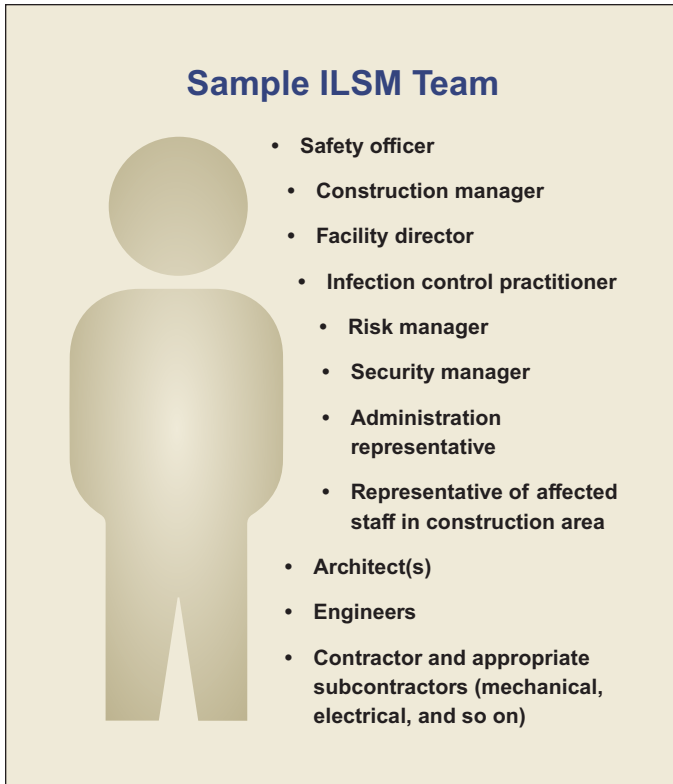 Sample ILSM Team
• Safety officer
• Construction manager
• Facility director
• Infection control practitioner
• Risk manager
• Security manager
• Administration
representative
• Representative of affected
staff in construction area
• Architect(s)
• Engineers
• Contractor and appropriate
subcontractors (mechanical,
electrical, and so on)